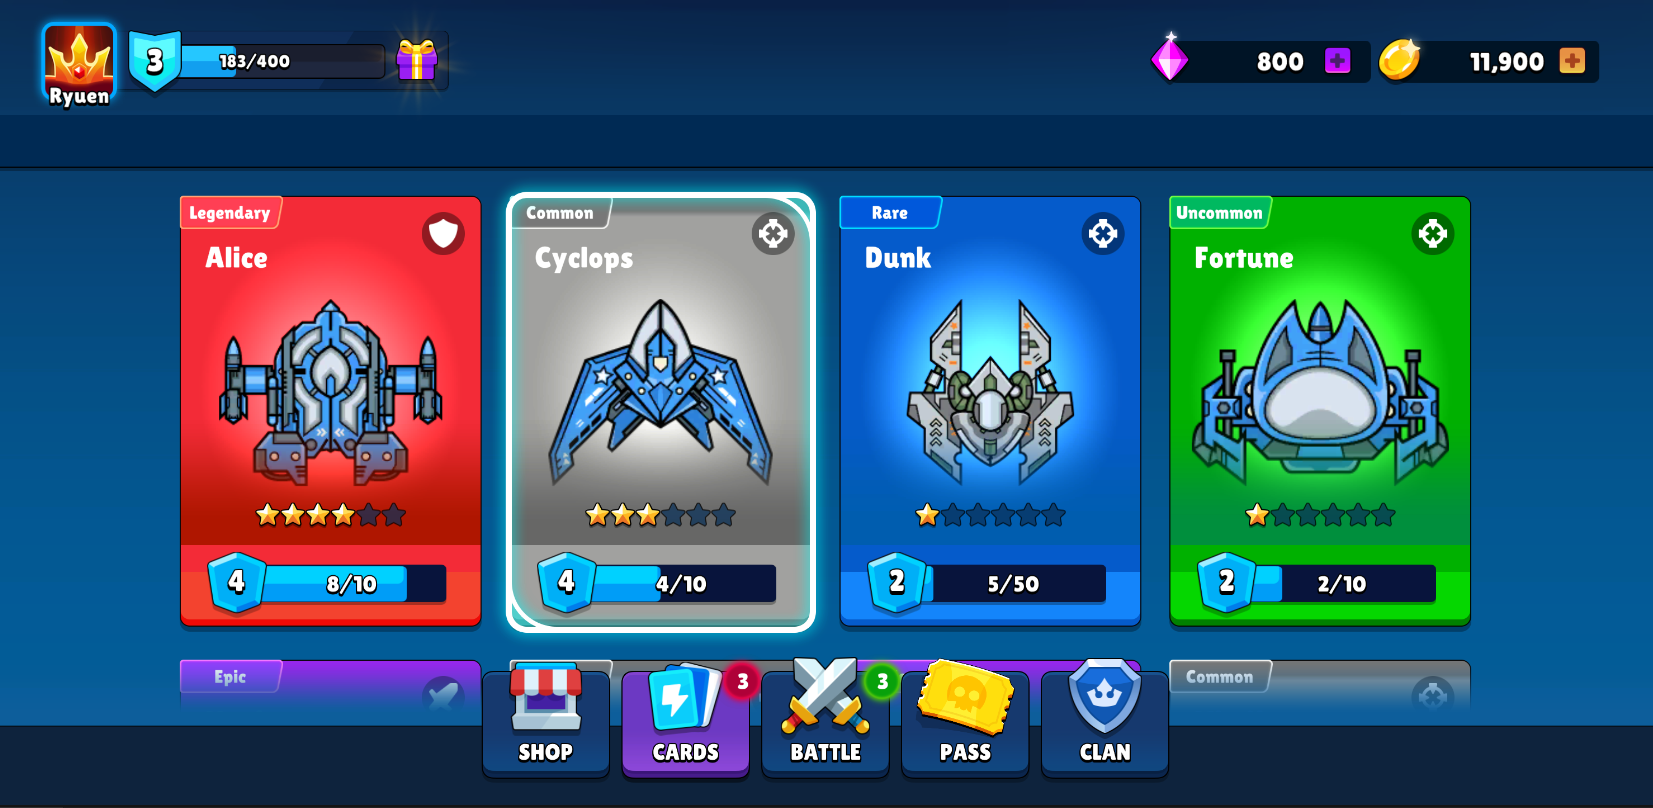 Ryuen
3
183/400
800
11,900
Legendary
Alice
4
8/10
Common
Cyclops
4
4/10
Rare
Dunk
2
5/50
Uncommon
Fortune
2
2/10
Epic
Common
SHOP
3
CARDS
3
BATTLE
PASS
CLAN